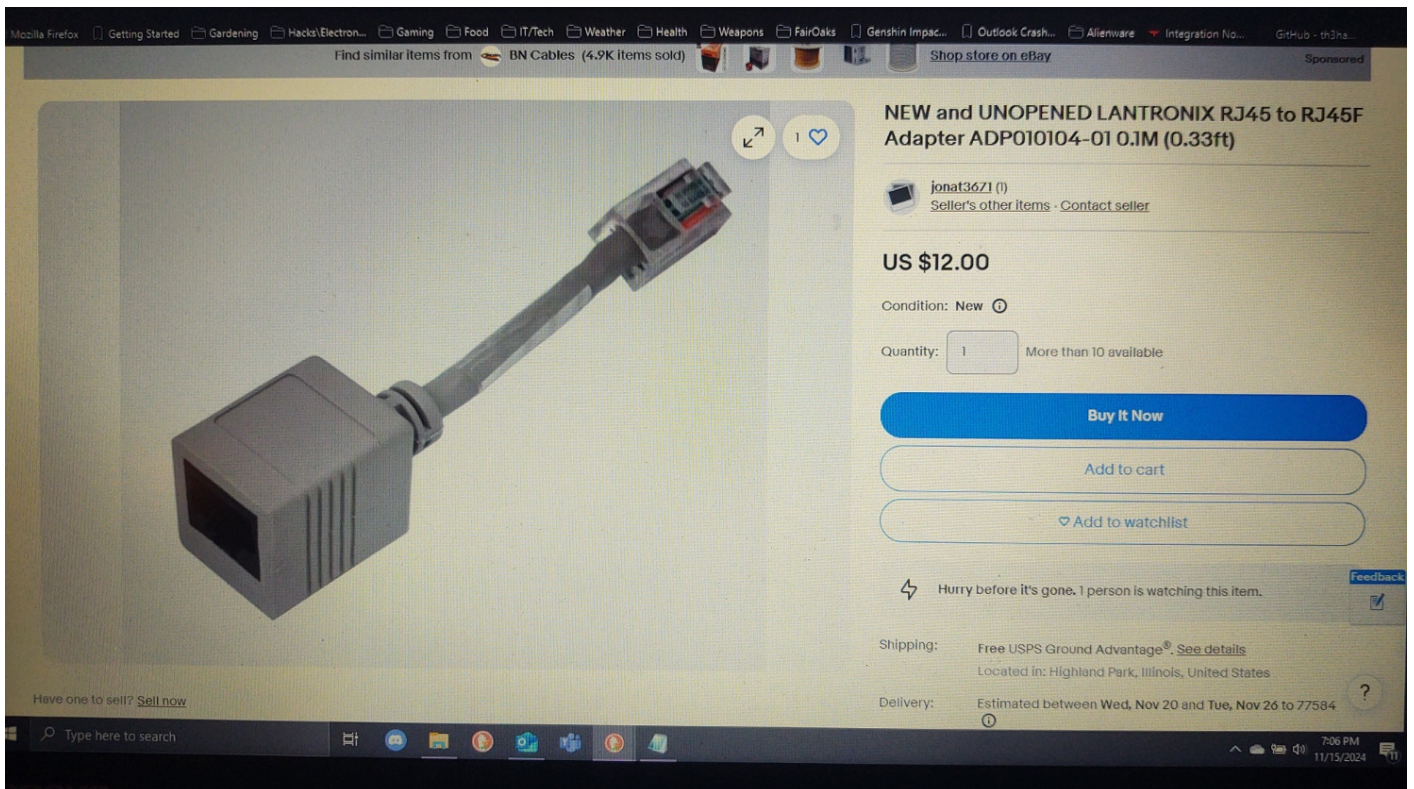 Mozilla Firefox Getting Started Gardening Hacks\Electron... Gaming Food IT/Tech Weather Health Weapons FairOaks Genshin Impac... Outlook Crash... Alienware Integration No... GitHub - th3ha...
Find similar items from BN Cables (4.9K items sold) Shop store on eBay Sponsored
1
NEW and UNOPENED LANTRONIX RJ45 to RJ45F
Adapter ADP010104-01 0.1M (0.33ft)
jonat3671 (1)
Seller's other items · Contact seller
US $12.00
Condition: New
Quantity: 1 More than 10 available
Buy It Now
Add to cart
Add to watchlist
Feedback
Hurry before it's gone. 1 person is watching this item.
Shipping: Free USPS Ground Advantage®. See details
Located in: Highland Park, Illinois, United States
Delivery: Estimated between Wed, Nov 20 and Tue, Nov 26 to 77584
?
Have one to sell? Sell now
Type here to search
7:06 PM
11/15/2024
11